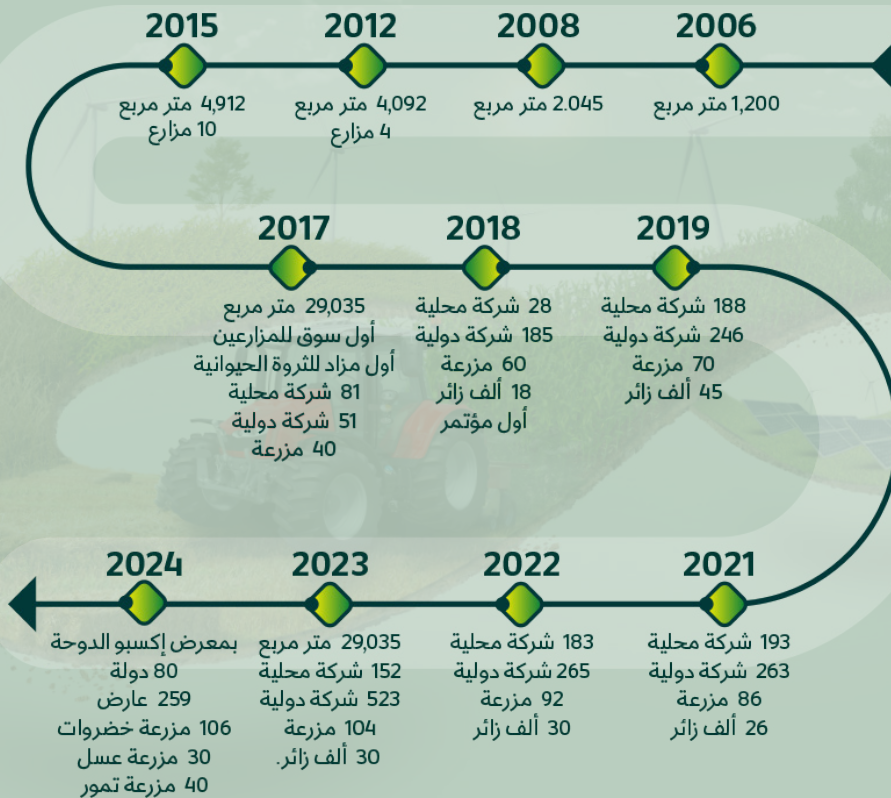 2006
1,200 متر مربع
2008
2.045 متر مربع
2012
4,092 متر مربع
4 مزارع
2015
4,912 متر مربع
10 مزارع
2017
29,035 متر مربع
أول سوق للمزارعين
أول مزاد للثروة الحيوانية
81 شركة محلية
51 شركة دولية
40 مزرعة
2018
28 شركة محلية
185 شركة دولية
60 مزرعة
18 ألف زائر
أول مؤتمر
2019
188 شركة محلية
246 شركة دولية
70 مزرعة
45 ألف زائر
2021
193 شركة محلية
263 شركة دولية
86 مزرعة
26 ألف زائر
2022
183 شركة محلية
265 شركة دولية
92 مزرعة
30 ألف زائر
2023
29,035 متر مربع
152 شركة محلية
523 شركة دولية
104 مزرعة
30 ألف زائر.
2024
بمعرض إكسبو الدوحة
80 دولة
259 عارض
106 مزرعة خضروات
30 مزرعة عسل
40 مزرعة تمور